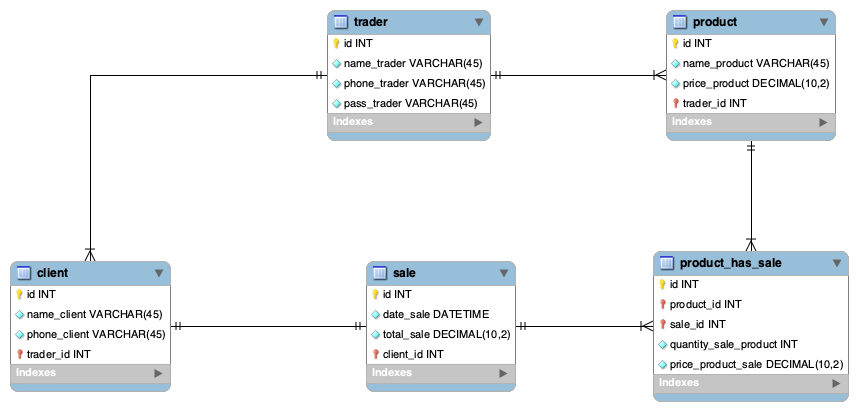 trader
id INT
name_trader VARCHAR(45)
phone_trader VARCHAR(45)
pass_trader VARCHAR(45)
Indexes
product
id INT
name_product VARCHAR(45)
price_product DECIMAL(10,2)
trader_id INT
Indexes
client
id INT
name_client VARCHAR(45)
phone_client VARCHAR(45)
trader_id INT
Indexes
sale
id INT
date_sale DATETIME
total_sale DECIMAL(10,2)
client_id INT
Indexes
product_has_sale
id INT
product_id INT
sale_id INT
quantity_sale_product INT
price_product_sale DECIMAL(10,2)
Indexes